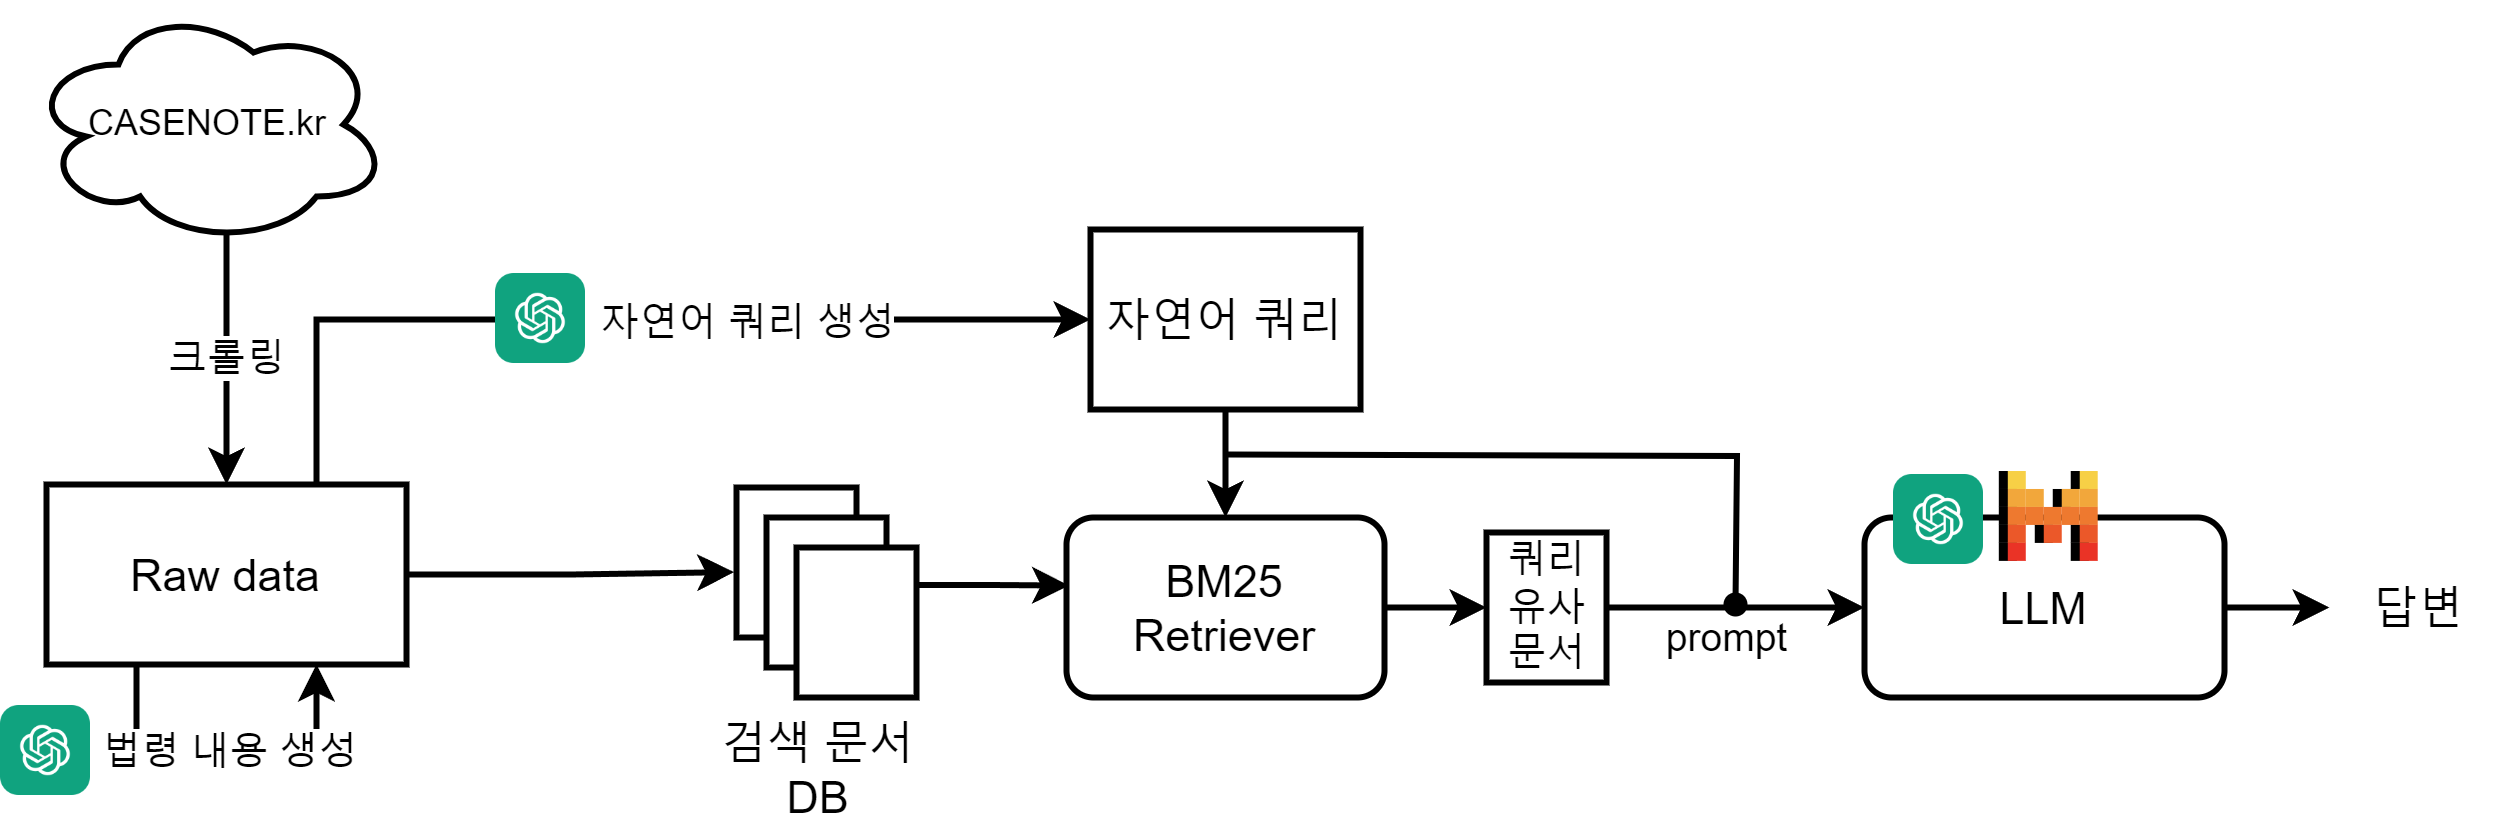 CASENOTE.kr
크롤링
자연어 쿼리 생성
자연어 쿼리
Raw data
법령 내용 생성
검색 문서
DB
BM25
Retriever
쿼리
유사
문서
prompt
LLM
답변